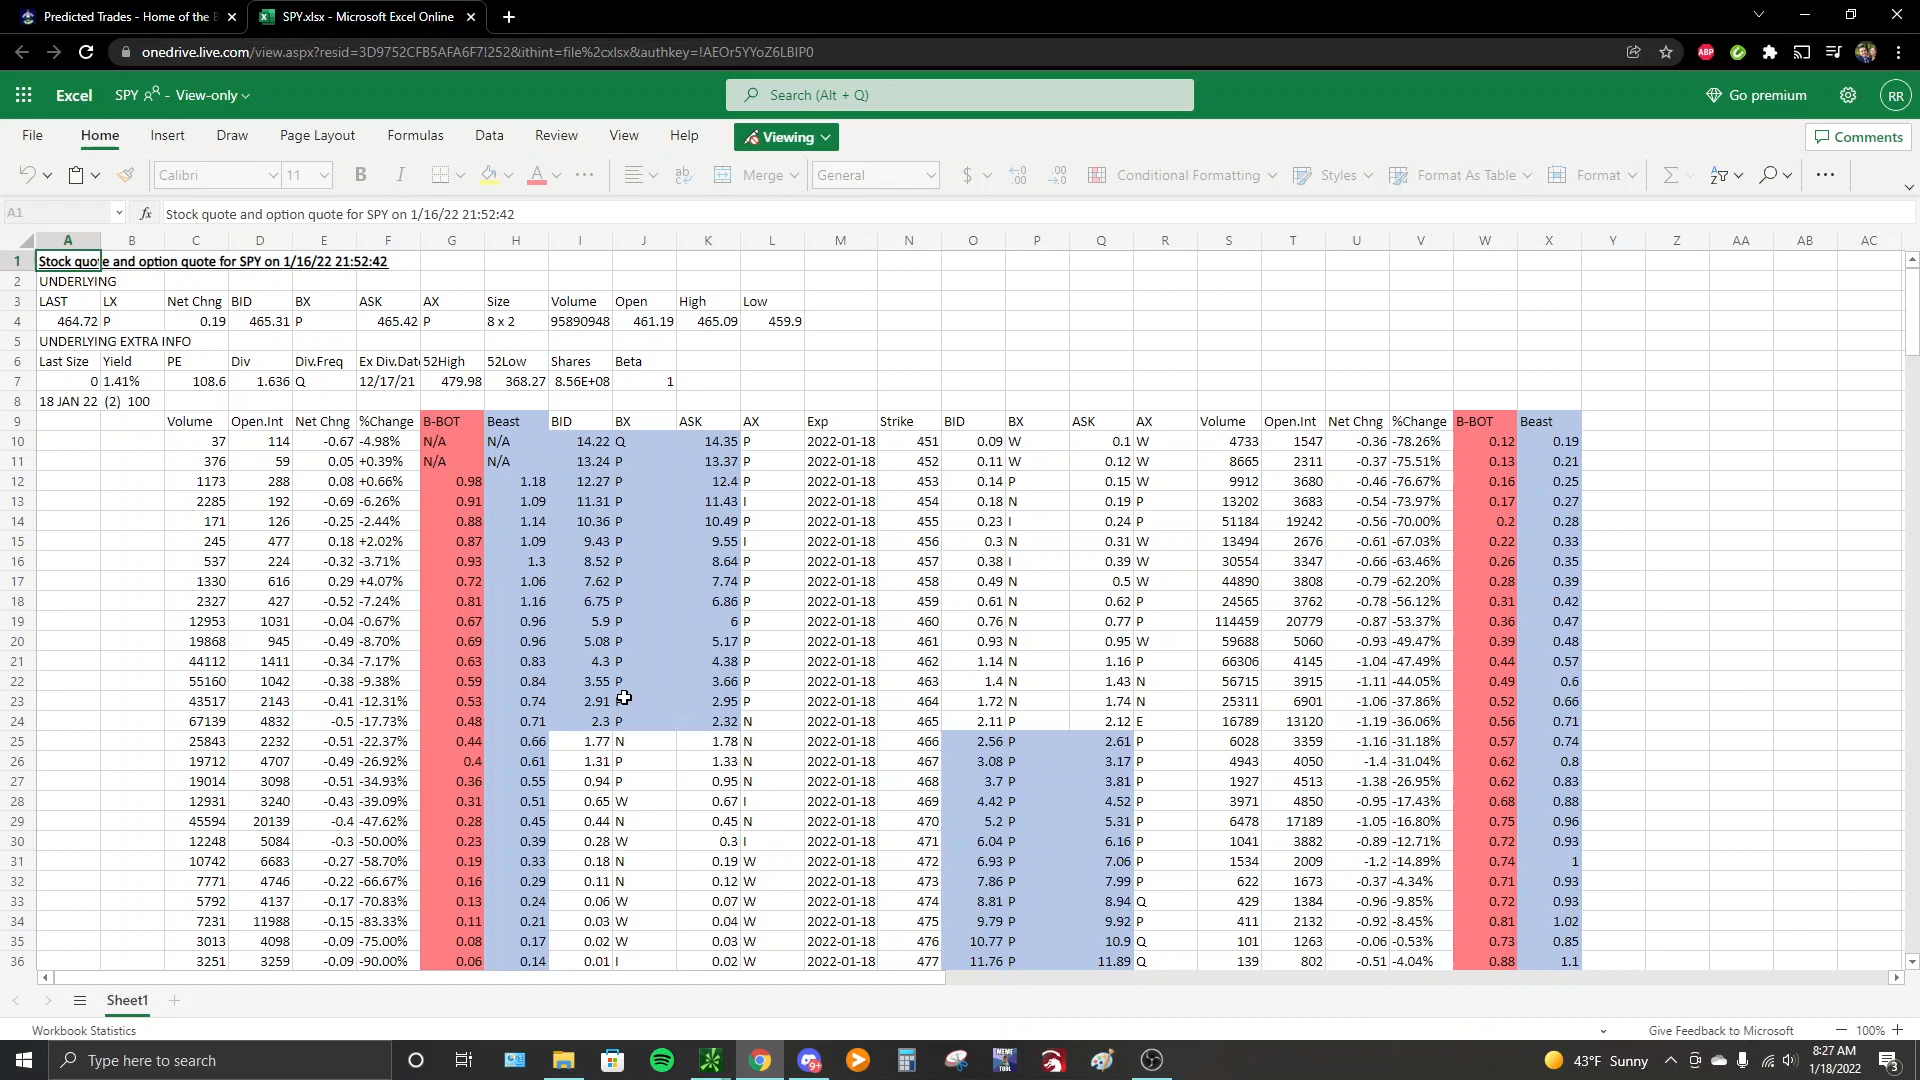 Predicted Trades - Home of the B
SPY.xlsx - Microsoft Excel Online
onedrive.live.com/view.aspx?resid=3D9752CFB5AFA6F7!252&ithint=file%2cxlsx&authkey=!AEOr5YYoZ6LBIP0
ABP
Excel SPY - View-only Search (Alt + Q) Go premium RR
File Home Insert Draw Page Layout Formulas Data Review View Help Viewing Comments
Calibri 11 B I A ab Merge General $ Conditional Formatting Styles Format As Table Format
A1 fx Stock quote and option quote for SPY on 1/16/22 21:52:42
A B C D E F G H I J K L M N O P Q R S T U V W X Y Z AA AB AC
1 Stock quote and option quote for SPY on 1/16/22 21:52:42
2 UNDERLYING
3 LAST LX Net Chng BID BX ASK AX Size Volume Open High Low
4 464.72 P 0.19 465.31 P 465.42 P 8 x 2 95890948 461.19 465.09 459.9
5 UNDERLYING EXTRA INFO
6 Last Size Yield PE Div Div.Freq Ex Div.Dat 52High 52Low Shares Beta
7 0 1.41% 108.6 1.636 Q 12/17/21 479.98 368.27 8.56E+08 1
8 18 JAN 22 (2) 100
9 Volume Open.Int Net Chng %Change B-BOT Beast BID BX ASK AX Exp Strike BID BX ASK AX Volume Open.Int Net Chng %Change B-BOT Beast
10 37 114 -0.67 -4.98% N/A N/A 14.22 Q 14.35 P 2022-01-18 451 0.09 W 0.1 W 4733 1547 -0.36 -78.26% 0.12 0.19
11 376 59 0.05 +0.39% N/A N/A 13.24 P 13.37 P 2022-01-18 452 0.11 W 0.12 W 8665 2311 -0.37 -75.51% 0.13 0.21
12 1173 288 0.08 +0.66% 0.98 1.18 12.27 P 12.4 P 2022-01-18 453 0.14 P 0.15 W 9912 3680 -0.46 -76.67% 0.16 0.25
13 2285 192 -0.69 -6.26% 0.91 1.09 11.31 P 11.43 I 2022-01-18 454 0.18 N 0.19 P 13202 3683 -0.54 -73.97% 0.17 0.27
14 171 126 -0.25 -2.44% 0.88 1.14 10.36 P 10.49 P 2022-01-18 455 0.23 I 0.24 P 51184 19242 -0.56 -70.00% 0.2 0.28
15 245 477 0.18 +2.02% 0.87 1.09 9.43 P 9.55 I 2022-01-18 456 0.3 N 0.31 W 13494 2676 -0.61 -67.03% 0.22 0.33
16 537 224 -0.32 -3.71% 0.93 1.3 8.52 P 8.64 P 2022-01-18 457 0.38 I 0.39 W 30554 3347 -0.66 -63.46% 0.26 0.35
17 1330 616 0.29 +4.07% 0.72 1.06 7.62 P 7.74 P 2022-01-18 458 0.49 N 0.5 W 44890 3808 -0.79 -62.20% 0.28 0.39
18 2327 427 -0.52 -7.24% 0.81 1.16 6.75 P 6.86 P 2022-01-18 459 0.61 N 0.62 P 24565 3762 -0.78 -56.12% 0.31 0.42
19 12953 1031 -0.04 -0.67% 0.67 0.96 5.9 P 6 P 2022-01-18 460 0.76 N 0.77 P 114459 20779 -0.87 -53.37% 0.36 0.47
20 19868 945 -0.49 -8.70% 0.69 0.96 5.08 P 5.17 P 2022-01-18 461 0.93 N 0.95 W 59688 5060 -0.93 -49.47% 0.39 0.48
21 44112 1411 -0.34 -7.17% 0.63 0.83 4.3 P 4.38 P 2022-01-18 462 1.14 N 1.16 P 66306 4145 -1.04 -47.49% 0.44 0.57
22 55160 1042 -0.38 -9.38% 0.59 0.84 3.55 P 3.66 P 2022-01-18 463 1.4 N 1.43 N 56715 3915 -1.11 -44.05% 0.49 0.6
23 43517 2143 -0.41 -12.31% 0.53 0.74 2.91 2.95 P 2022-01-18 464 1.72 N 1.74 N 25311 6901 -1.06 -37.86% 0.52 0.66
24 67139 4832 -0.5 -17.73% 0.48 0.71 2.3 P 2.32 N 2022-01-18 465 2.11 P 2.12 E 16789 13120 -1.19 -36.06% 0.56 0.71
25 25843 2232 -0.51 -22.37% 0.44 0.66 1.77 N 1.78 N 2022-01-18 466 2.56 P 2.61 P 6028 3359 -1.16 -31.18% 0.57 0.74
26 19712 4707 -0.49 -26.92% 0.4 0.61 1.31 P 1.33 N 2022-01-18 467 3.08 P 3.17 P 4943 4050 -1.4 -31.04% 0.62 0.8
27 19014 3098 -0.51 -34.93% 0.36 0.55 0.94 P 0.95 N 2022-01-18 468 3.7 P 3.81 P 1927 4513 -1.38 -26.95% 0.62 0.83
28 12931 3240 -0.43 -39.09% 0.31 0.51 0.65 W 0.67 I 2022-01-18 469 4.42 P 4.52 P 3971 4850 -0.95 -17.43% 0.68 0.88
29 45594 20139 -0.4 -47.62% 0.28 0.45 0.44 N 0.45 N 2022-01-18 470 5.2 P 5.31 P 6478 17189 -1.05 -16.80% 0.75 0.96
30 12248 5084 -0.3 -50.00% 0.23 0.39 0.28 W 0.3 I 2022-01-18 471 6.04 P 6.16 P 1041 3882 -0.89 -12.71% 0.72 0.93
31 10742 6683 -0.27 -58.70% 0.19 0.33 0.18 N 0.19 W 2022-01-18 472 6.93 P 7.06 P 1534 2009 -1.2 -14.89% 0.74 1
32 7771 4746 -0.22 -66.67% 0.16 0.29 0.11 N 0.12 W 2022-01-18 473 7.86 P 7.99 P 622 1673 -0.37 -4.34% 0.71 0.93
33 5792 4137 -0.17 -70.83% 0.13 0.24 0.06 W 0.07 W 2022-01-18 474 8.81 P 8.94 Q 429 1384 -0.96 -9.85% 0.72 0.93
34 7231 11988 -0.15 -83.33% 0.11 0.21 0.03 W 0.04 W 2022-01-18 475 9.79 P 9.92 P 411 2132 -0.92 -8.45% 0.81 1.02
35 3013 4098 -0.09 -75.00% 0.08 0.17 0.02 W 0.03 W 2022-01-18 476 10.77 P 10.9 Q 101 1263 -0.06 -0.53% 0.73 0.85
36 3251 3259 -0.09 -90.00% 0.06 0.14 0.01 I 0.02 W 2022-01-18 477 11.76 P 11.89 Q 139 802 -0.51 -4.04% 0.88 1.1
Sheet1
Workbook Statistics Give Feedback to Microsoft 100%
Type here to search 9+ MEME TOOL 43°F Sunny 8:27 AM
1/18/2022 3